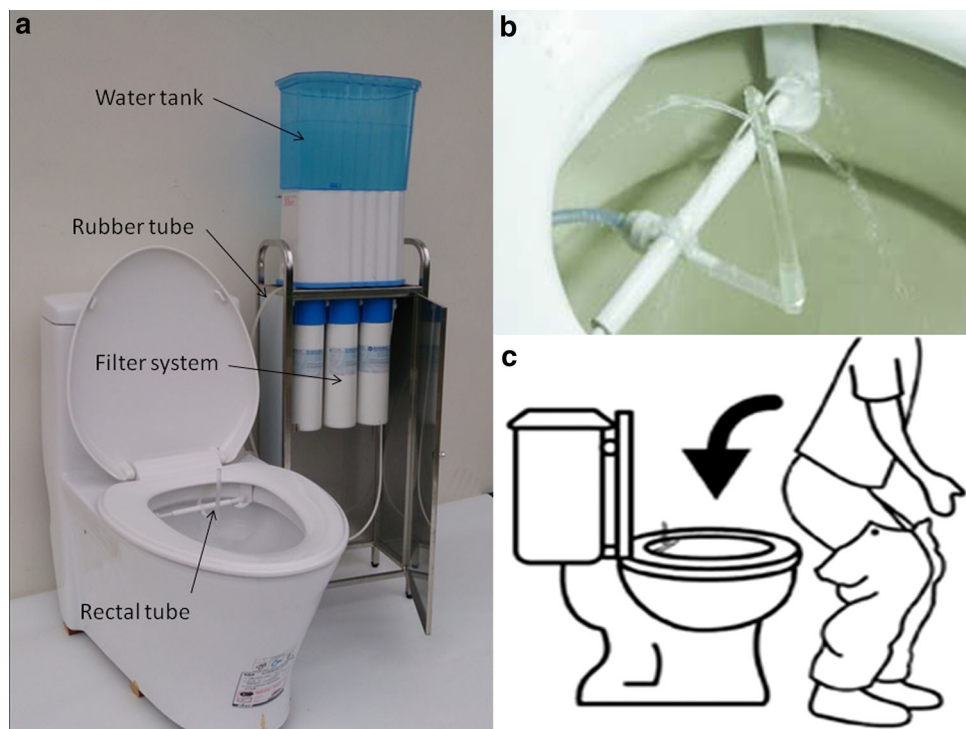 a
Water tank
Rubber tube
Filter system
Rectal tube
b
c